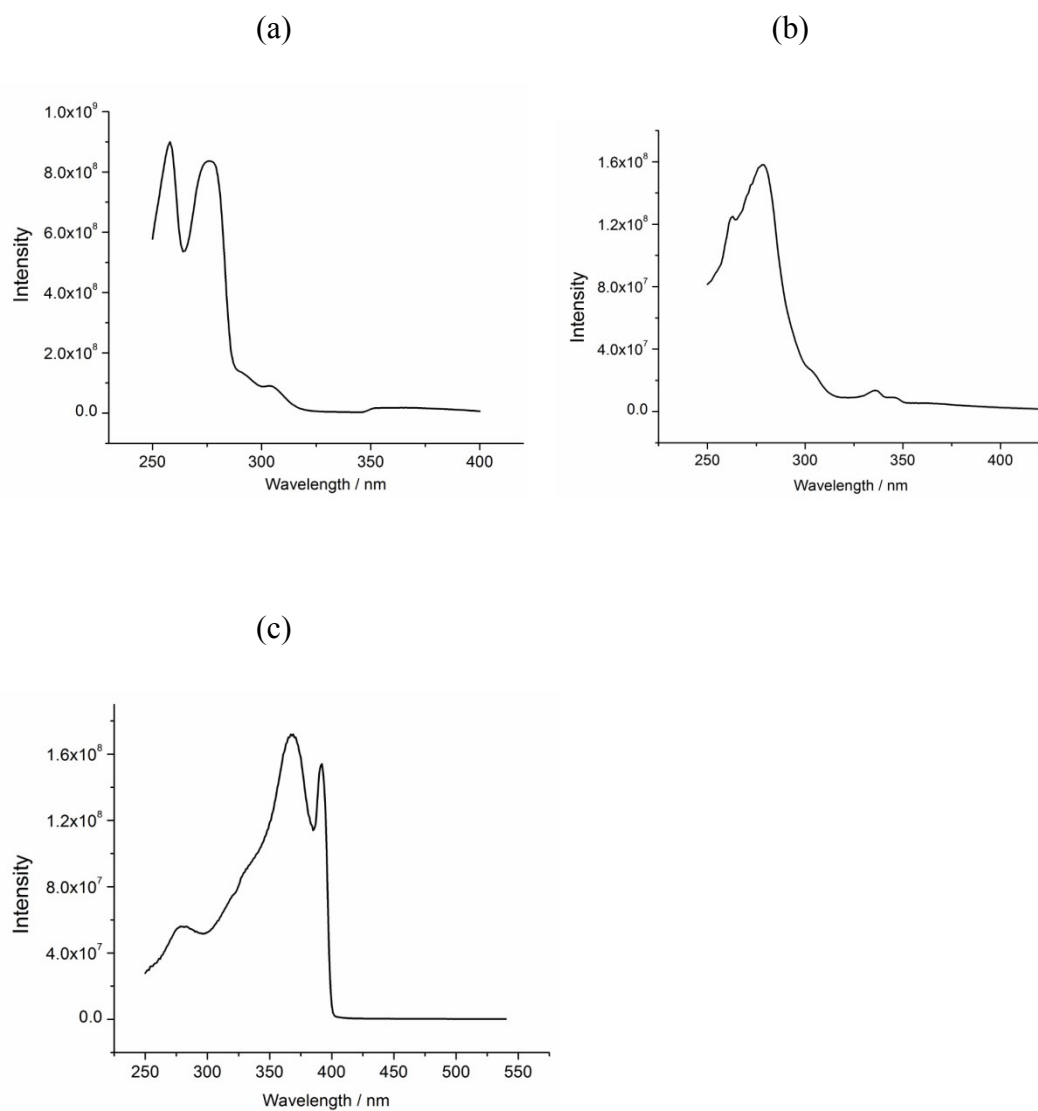 (a)
(b)
1.0x10⁹
8.0x10⁸
6.0x10⁸
4.0x10⁸
2.0x10⁸
0.0
Intensity
250 300 350 400
Wavelength / nm
1.6x10⁸
1.2x10⁸
8.0x10⁷
4.0x10⁷
0.0
Intensity
250 300 350 400
Wavelength / nm
(c)
1.6x10⁸
1.2x10⁸
8.0x10⁷
4.0x10⁷
0.0
Intensity
250 300 350 400 450 500 550
Wavelength / nm